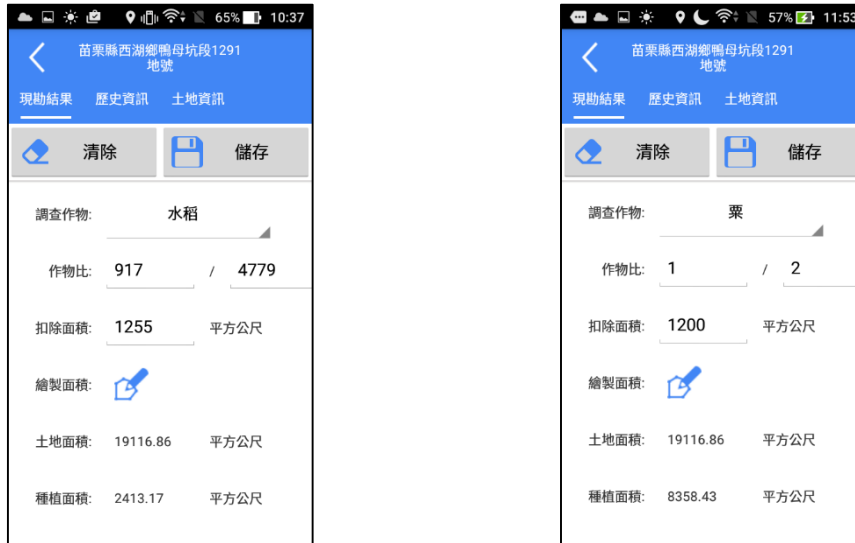 65% 10:37
苗栗縣西湖鄉鴨母坑段1291
地號
現勘結果 歷史資訊 土地資訊
清除 儲存
調查作物: 水稻
作物比: 917 / 4779
扣除面積: 1255 平方公尺
繪製面積:
土地面積: 19116.86 平方公尺
種植面積: 2413.17 平方公尺
57% 11:53
苗栗縣西湖鄉鴨母坑段1291
地號
現勘結果 歷史資訊 土地資訊
清除 儲存
調查作物: 粟
作物比: 1 / 2
扣除面積: 1200 平方公尺
繪製面積:
土地面積: 19116.86 平方公尺
種植面積: 8358.43 平方公尺